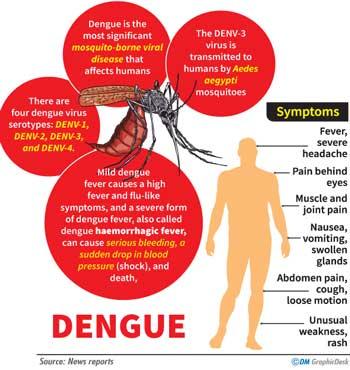 Dengue is the
most significant
mosquito-borne viral
disease that
affects humans
The DENV-3
virus is
transmitted to
humans by Aedes
aegypti
mosquitoes
There are
four dengue virus
serotypes: DENV-1,
DENV-2, DENV-3,
and DENV-4.
Mild dengue
fever causes a high
fever and flu-like
symptoms, and a severe form
of dengue fever, also called
dengue haemorrhagic fever,
can cause serious bleeding, a
sudden drop in blood
pressure (shock), and
death,
Symptoms
Fever,
severe
headache
Pain behind
eyes
Muscle and
joint pain
Nausea,
vomiting,
swollen
glands
Abdomen pain,
cough,
loose motion
Unusual
weakness,
rash
DENGUE
Source: News reports
©DM GraphicDesk